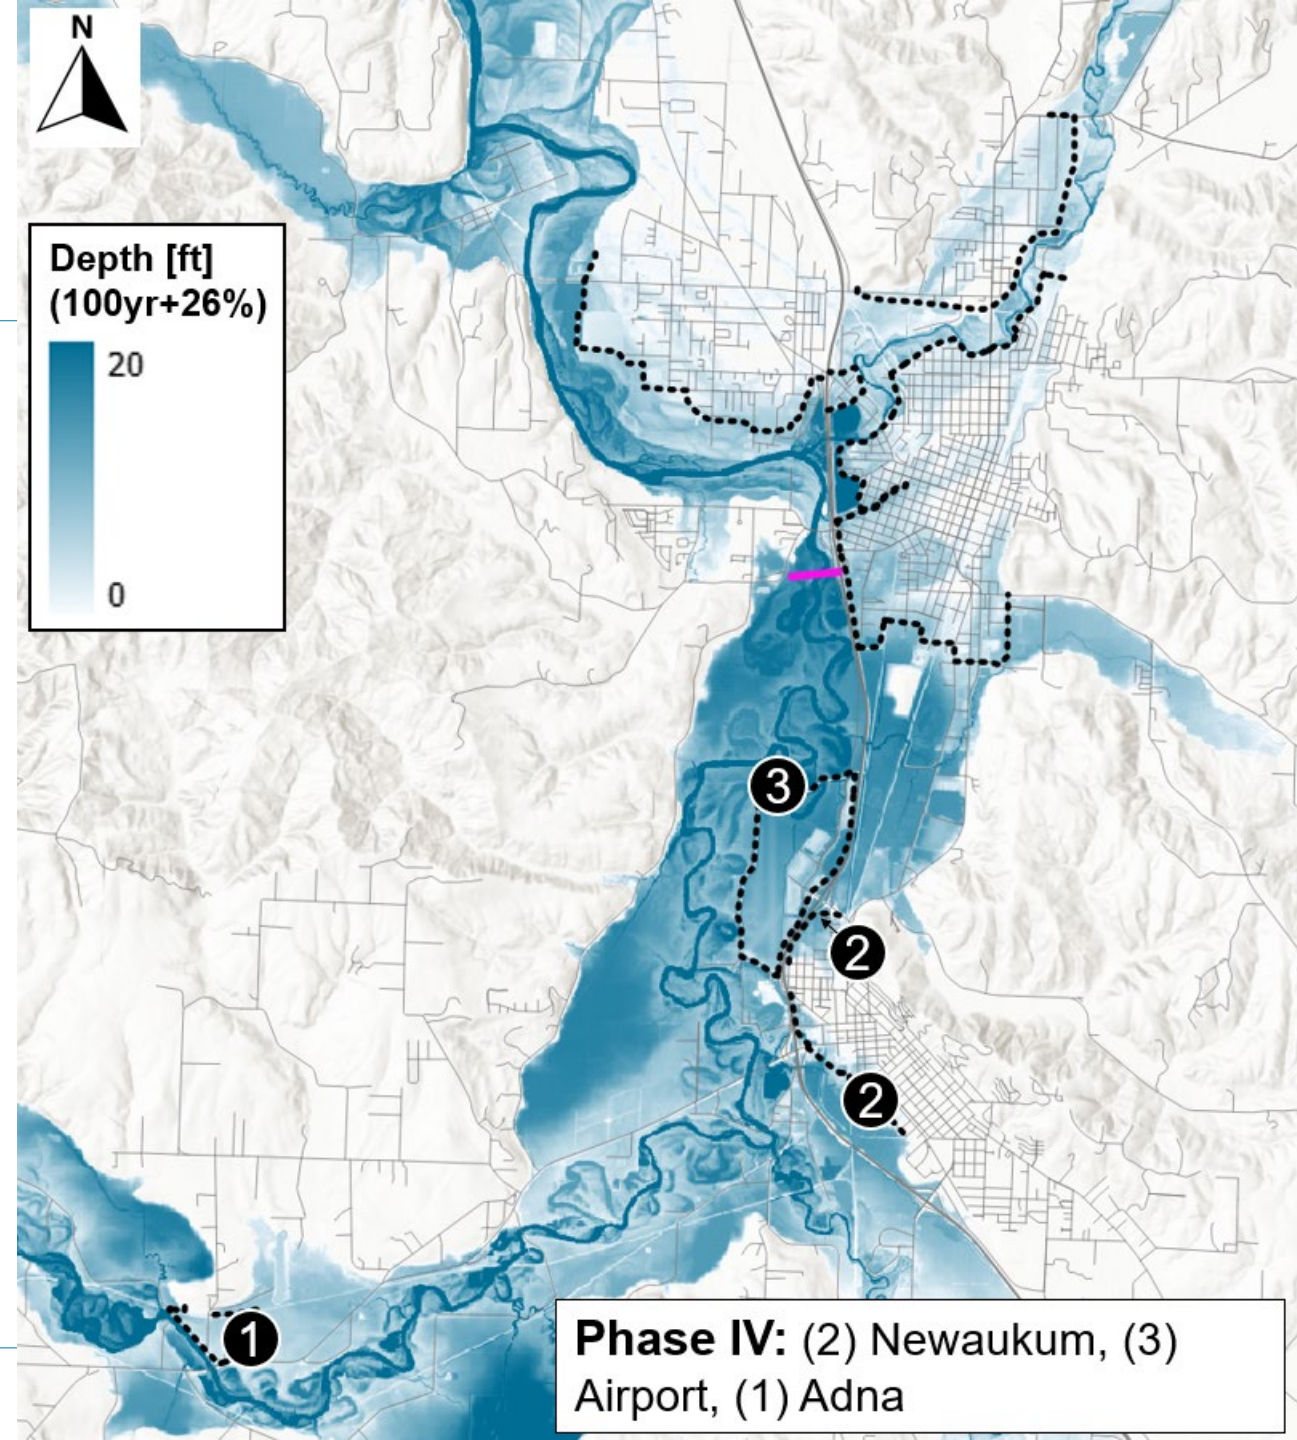 N
Depth [ft]
(100yr+26%)
20
0
3
2
2
1
Phase IV: (2) Newaukum, (3)
Airport, (1) Adna